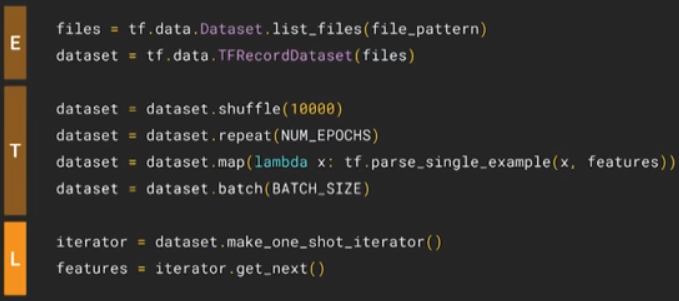 E
files = tf.data.Dataset.list_files(file_pattern)
dataset = tf.data.TFRecordDataset(files)
T
dataset = dataset.shuffle(10000)
dataset = dataset.repeat(NUM_EPOCHS)
dataset = dataset.map(lambda x: tf.parse_single_example(x, features))
dataset = dataset.batch(BATCH_SIZE)
L
iterator = dataset.make_one_shot_iterator()
features = iterator.get_next()